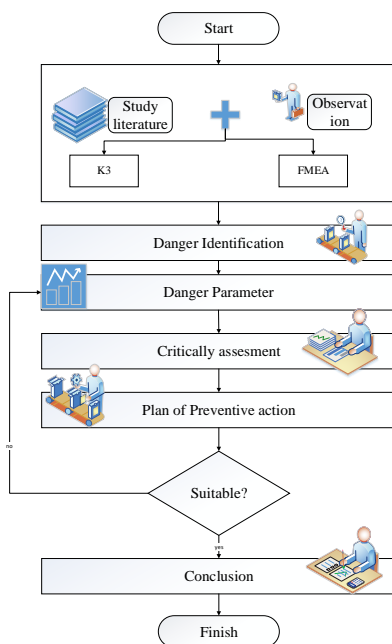 Start
Study
literature
Observat
ion
K3
FMEA
Danger Identification
Danger Parameter
Critically assesment
Plan of Preventive action
no
Suitable?
yes
Conclusion
Finish